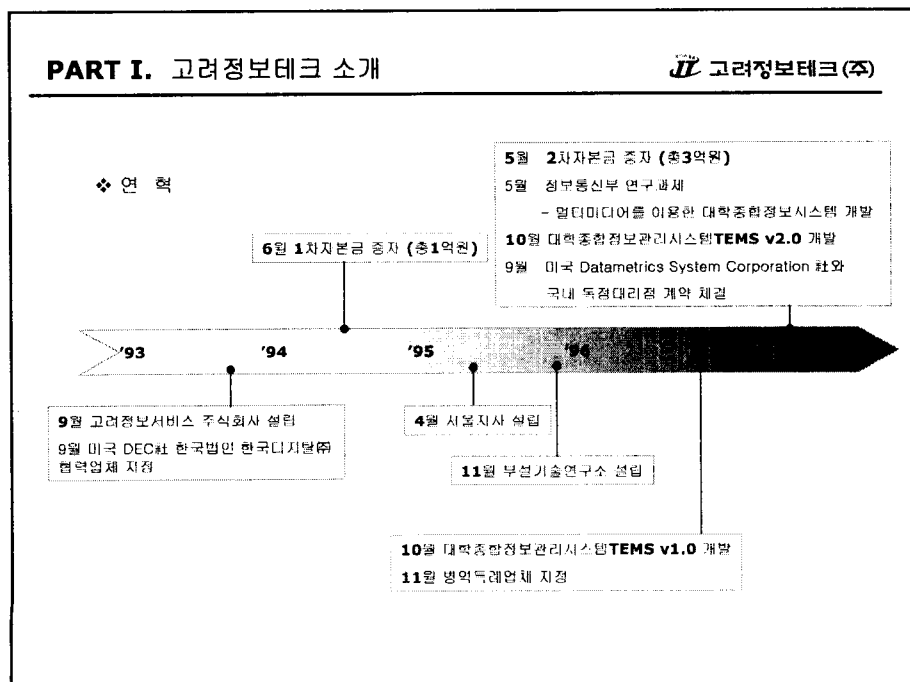 PART I. 고려정보테크 소개
고려정보테크(주)
❖ 연 혁
5월 2차자본금 증자 (총3억원)
5월 정보통신부 연구과제
- 멀티미디어를 이용한 대학종합정보시스템 개발
10월 대학종합정보관리시스템TEMS v2.0 개발
9월 미국 Datametrics System Corporation 社와
국내 독점대리점 계약 체결
6월 1차자본금 증자 (총1억원)
'93 '94 '95 '96
9월 고려정보서비스 주식회사 설립
9월 미국 DEC社 한국법인 한국디지탈㈜
협력업체 지정
4월 서울지사 설립
11월 부설기술연구소 설립
10월 대학종합정보관리시스템TEMS v1.0 개발
11월 병역특례업체 지정